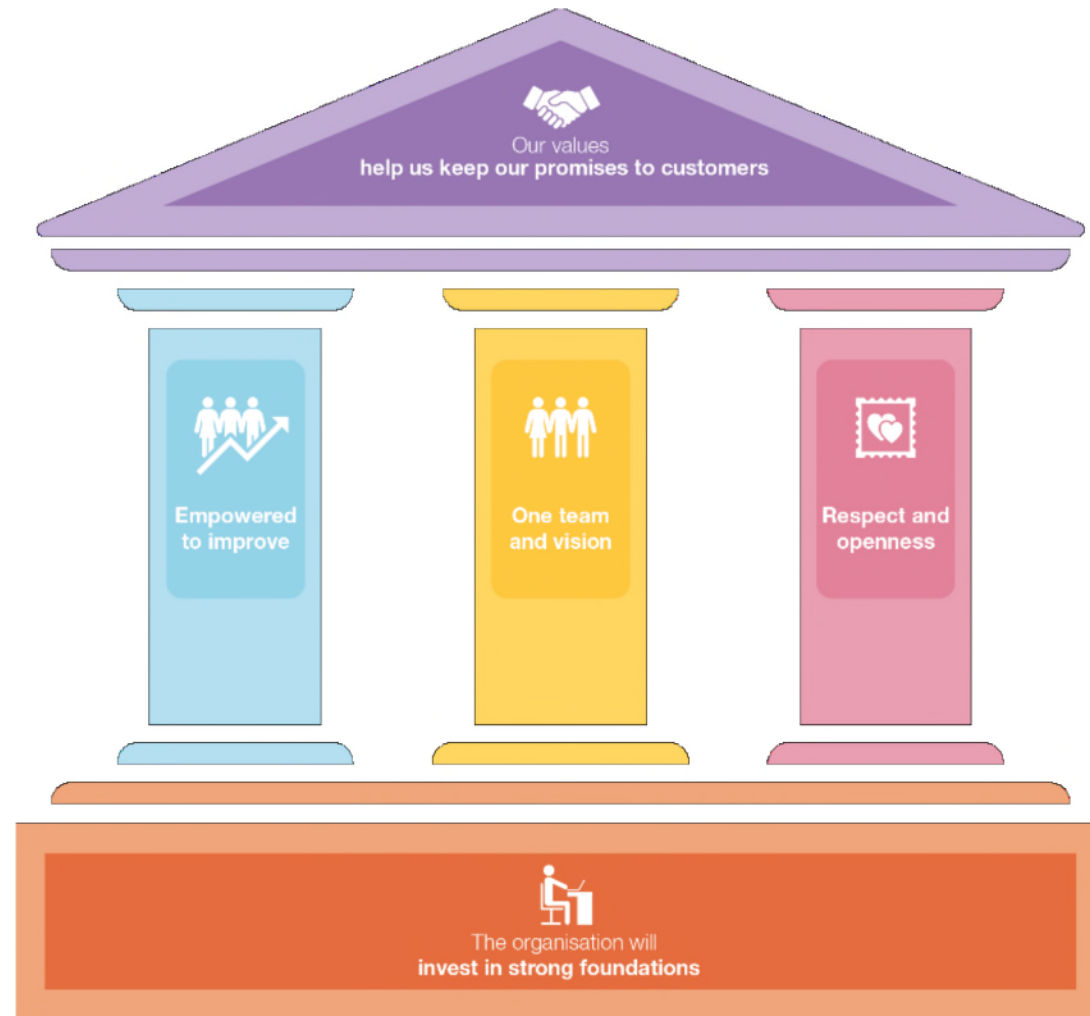 Our values
help us keep our promises to customers
Empowered
to improve
One team
and vision
Respect and
openness
The organisation will
invest in strong foundations